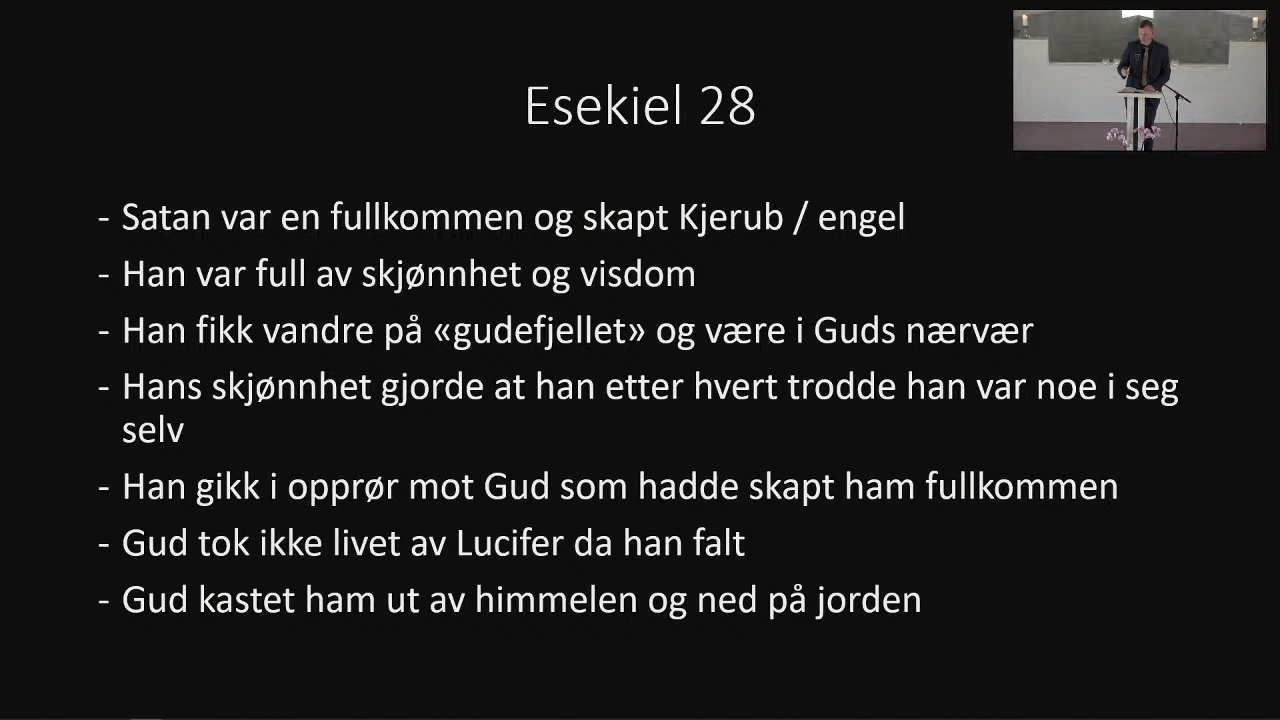 Esekiel 28
- Satan var en fullkommen og skapt Kjerub / engel
- Han var full av skjønnhet og visdom
- Han fikk vandre på «gudefjellet» og være i Guds nærvær
- Hans skjønnhet gjorde at han etter hvert trodde han var noe i seg
selv
- Han gikk i opprør mot Gud som hadde skapt ham fullkommen
- Gud tok ikke livet av Lucifer da han falt
- Gud kastet ham ut av himmelen og ned på jorden